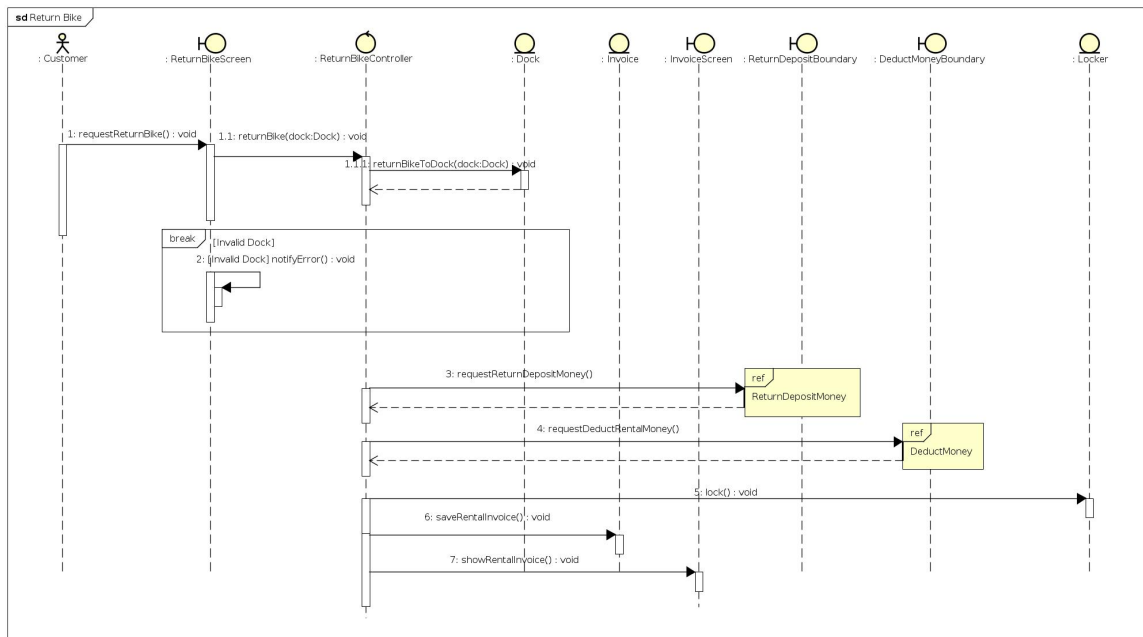 sd Return Bike
: Customer
: ReturnBikeScreen
: ReturnBikeController
: Dock
: Invoice
: InvoiceScreen
: ReturnDepositBoundary
: DeductMoneyBoundary
: Locker
1: requestReturnBike() : void
1.1: returnBike(dock:Dock) : void
1.1.1: returnBikeToDock(dock:Dock) : void
break
[Invalid Dock]
2: [Invalid Dock] notifyError() : void
3: requestReturnDepositMoney()
ref
ReturnDepositMoney
4: requestDeductRentalMoney()
ref
DeductMoney
5: lock() : void
6: saveRentalInvoice() : void
7: showRentalInvoice() : void